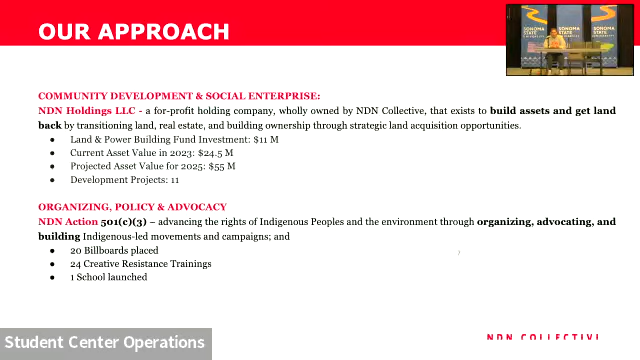 OUR APPROACH
SONOMA
STATE
SONOMA
STATE
SONOMA
STATE
COMMUNITY DEVELOPMENT & SOCIAL ENTERPRISE:
NDN Holdings LLC - a for-profit holding company, wholly owned by NDN Collective, that exists to build assets and get land
back by transitioning land, real estate, and building ownership through strategic land acquisition opportunities.
● Land & Power Building Fund Investment: $11 M
● Current Asset Value in 2023: $24.5 M
● Projected Asset Value for 2025: $55 M
● Development Projects: 11
ORGANIZING, POLICY & ADVOCACY
NDN Action 501(c)(3) – advancing the rights of Indigenous Peoples and the environment through organizing, advocating, and
building Indigenous-led movements and campaigns; and
● 20 Billboards placed
● 24 Creative Resistance Trainings
● 1 School launched
Student Center Operations
NDN COLLECTIVE